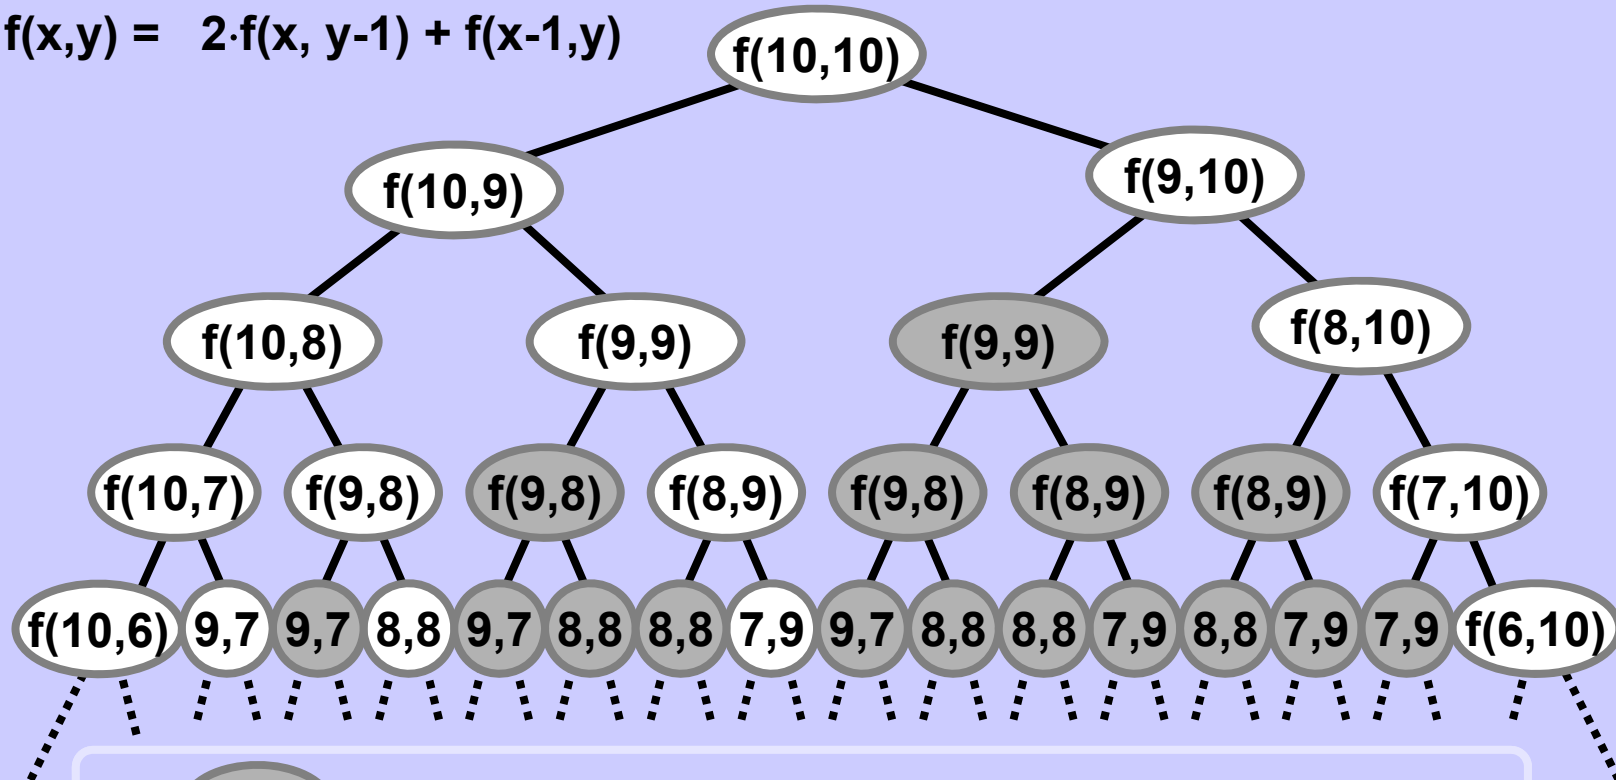 f(x,y) = 2·f(x, y-1) + f(x-1,y)
f(10,10)
f(10,9) f(9,10)
f(10,8) f(9,9) f(9,9) f(8,10)
f(10,7) f(9,8) f(9,8) f(8,9) f(9,8) f(8,9) f(8,9) f(7,10)
f(10,6) 9,7 9,7 8,8 9,7 8,8 8,8 7,9 9,7 8,8 8,8 7,9 8,8 7,9 7,9 f(6,10)